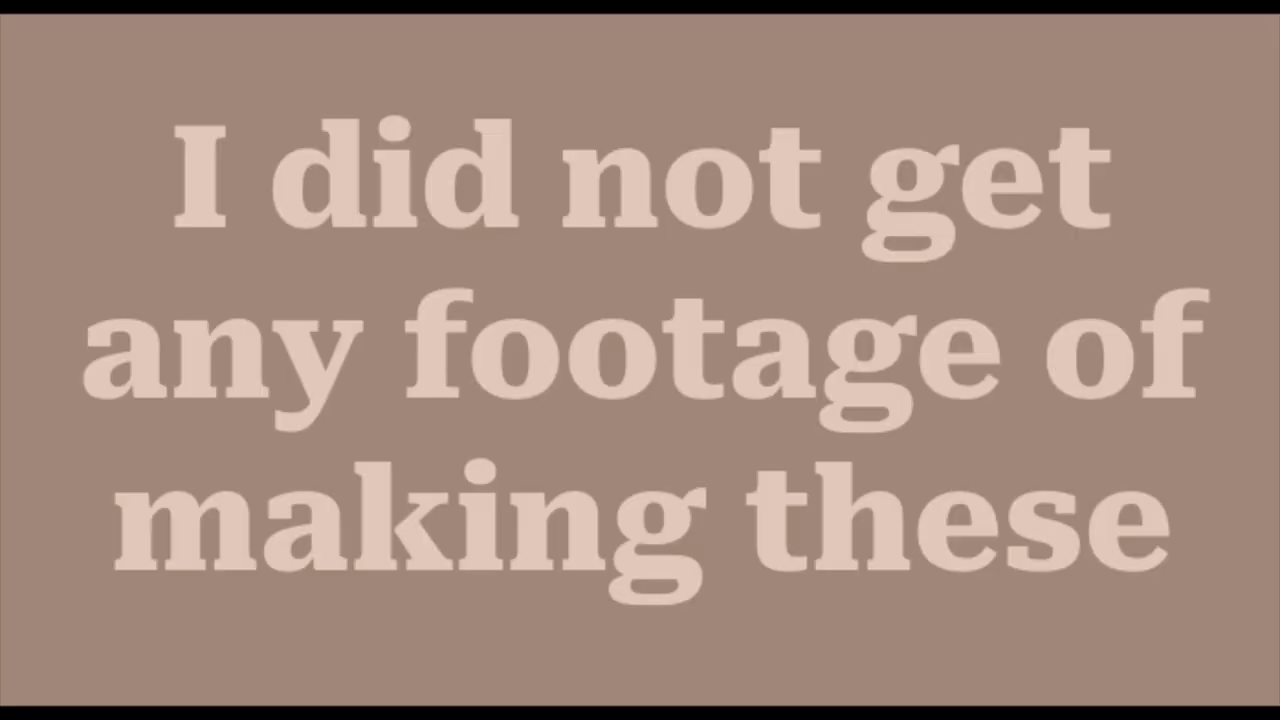 I did not get
any footage of
making these